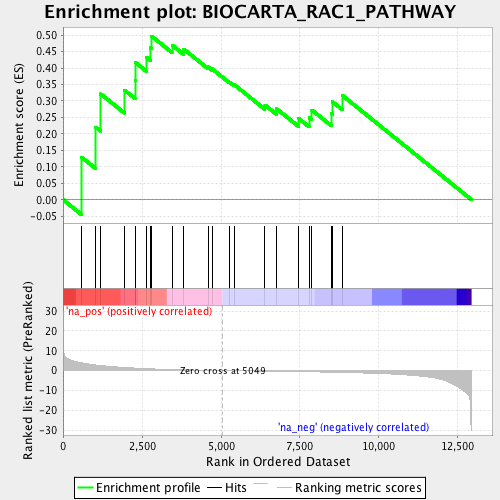 Enrichment plot: BIOCARTA_RAC1_PATHWAY
Enrichment score (ES)
0.50
0.45
0.40
0.35
0.30
0.25
0.20
0.15
0.10
0.05
0.00
-0.05
'na_pos' (positively correlated)
Ranked list metric (PreRanked)
30
20
10
0
-10
-20
-30
Zero cross at 5049
'na_neg' (negatively correlated)
0
2,500
5,000
7,500
10,000
12,500
Rank in Ordered Dataset
Enrichment profile
Hits
Ranking metric scores